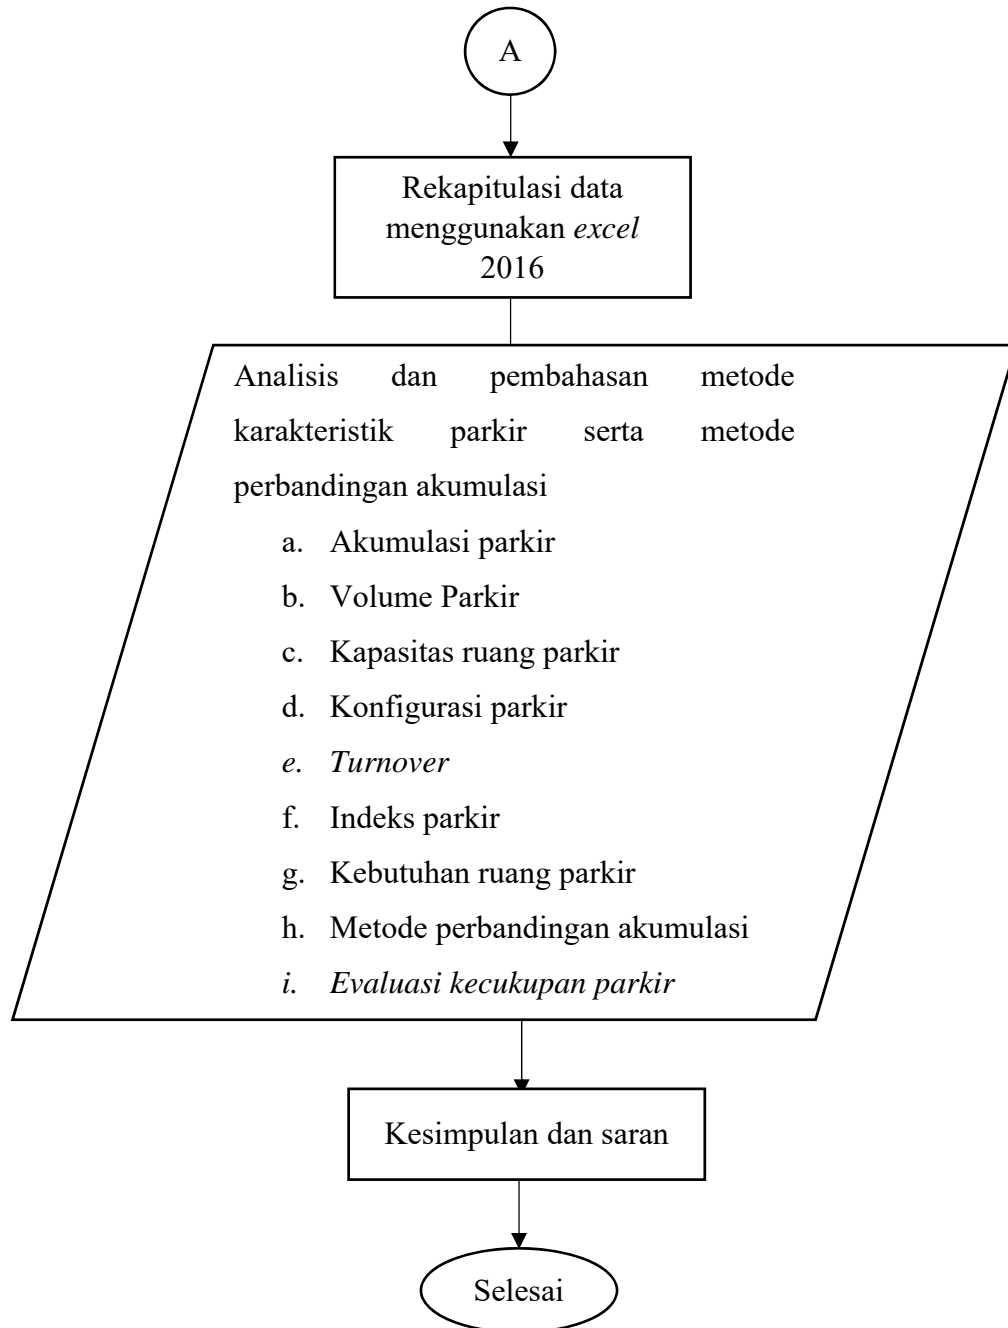 A
Rekapitulasi data
menggunakan excel
2016
Analisis dan pembahasan metode
karakteristik parkir serta metode
perbandingan akumulasi
a. Akumulasi parkir
b. Volume Parkir
c. Kapasitas ruang parkir
d. Konfigurasi parkir
e. Turnover
f. Indeks parkir
g. Kebutuhan ruang parkir
h. Metode perbandingan akumulasi
i. Evaluasi kecukupan parkir
Kesimpulan dan saran
Selesai